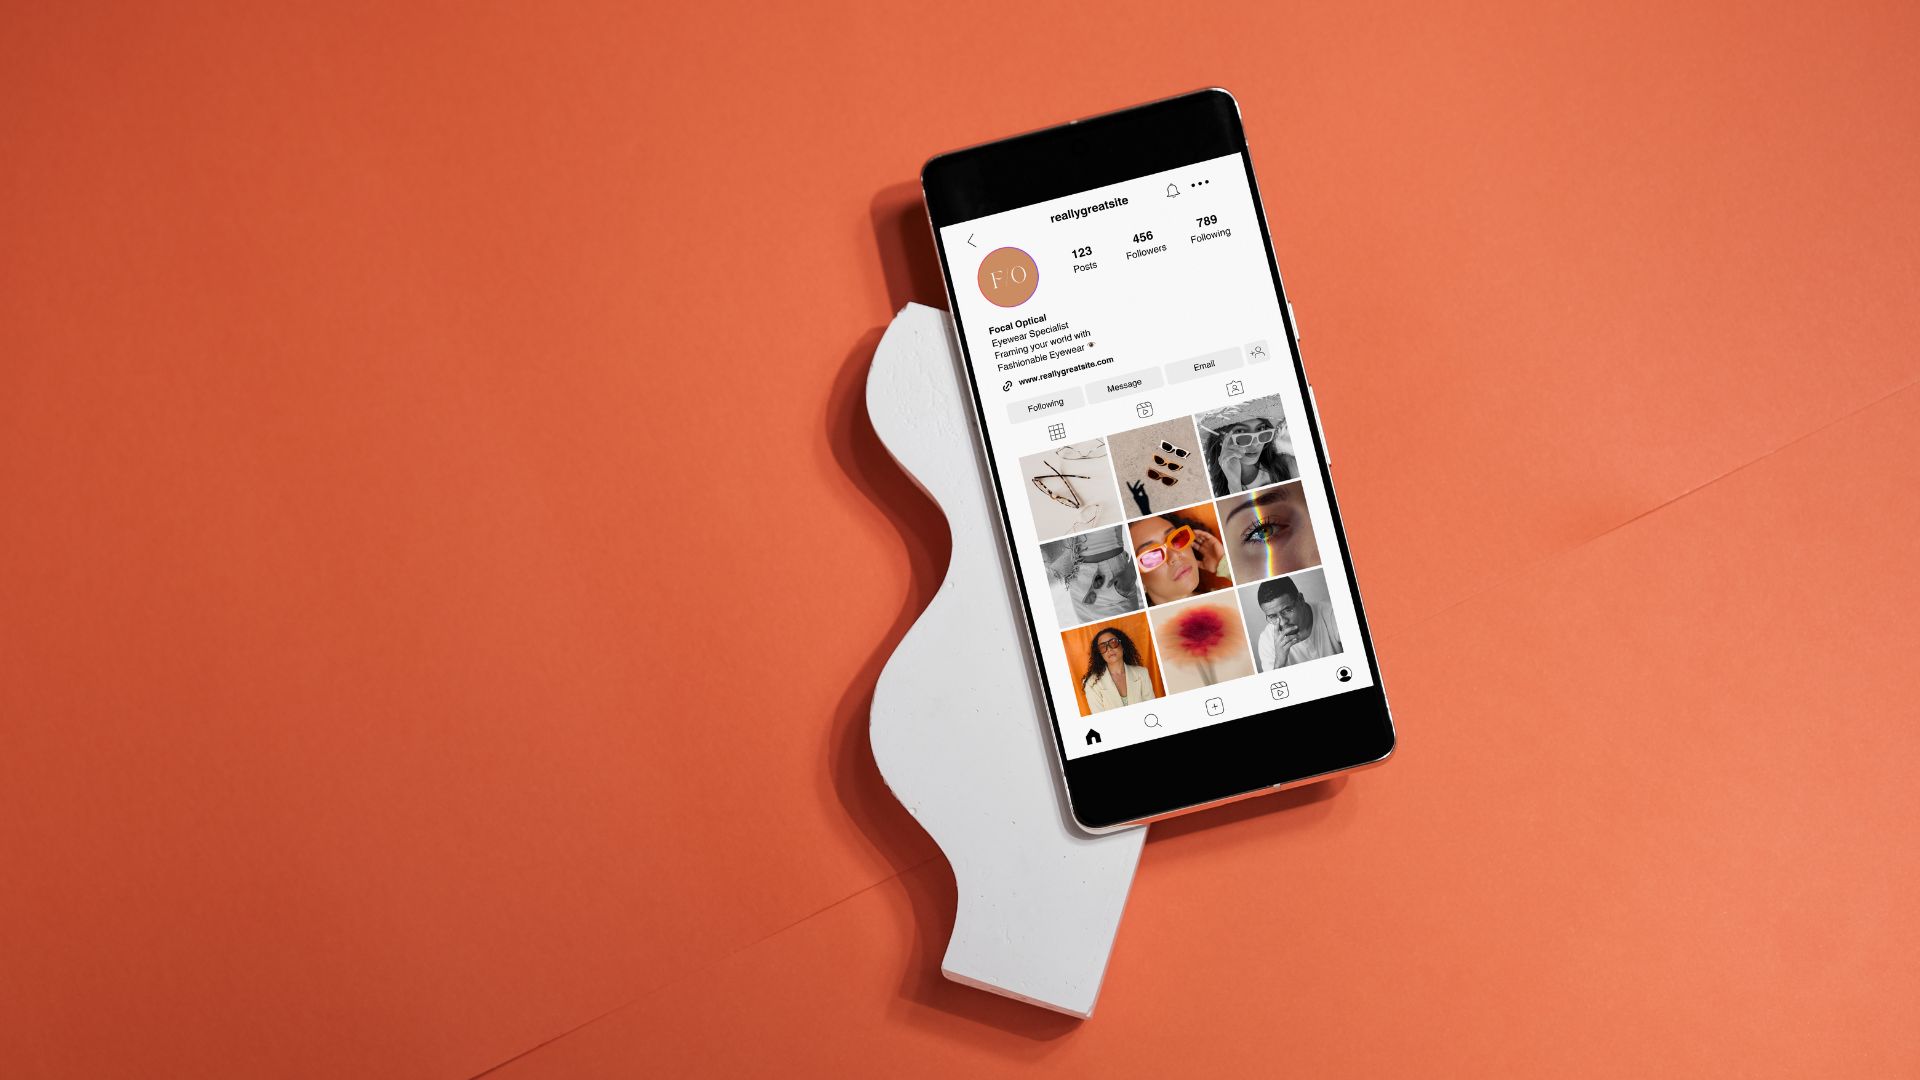 reallygreatsite
123
Posts
456
Followers
789
Following
F/O
Focal Optical
Eyewear Specialist
Framing your world with
Fashionable Eyewear 👁
www.reallygreatsite.com
Following
Message
Email